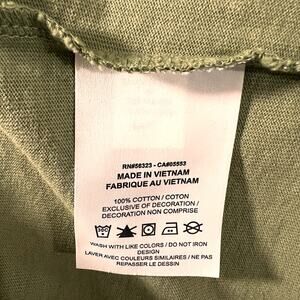 RN#56323 - CA#05553
MADE IN VIETNAM
FABRIQUE AU VIETNAM
100% COTTON / COTON
EXCLUSIVE OF DECORATION /
DECORATION NON COMPRISE
WASH WITH LIKE COLORS / DO NOT IRON
DESIGN
LAVER AVEC COULEURS SIMILAIRES / NE PAS
REPASSER LE DESSIN